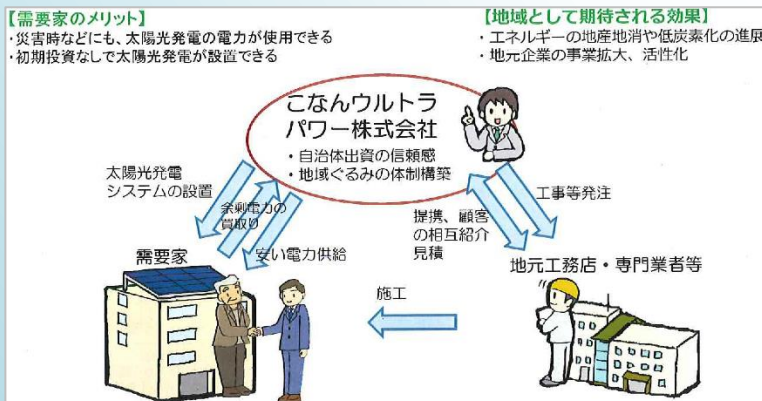 【需要家のメリット】
・災害時などにも、太陽光発電の電力が使用できる
・初期投資なしで太陽光発電が設置できる
【地域として期待される効果】
・エネルギーの地産地消や低炭素化の進展
・地元企業の事業拡大、活性化
こなんウルトラ
パワー株式会社
・自治体出資の信頼感
・地域ぐるみの体制構築
太陽光発電
システムの設置
余剰電力の
買取り
安い電力供給
提携、顧客
の相互紹介
見積
工事等発注
需要家
地元工務店・専門業者等
施工